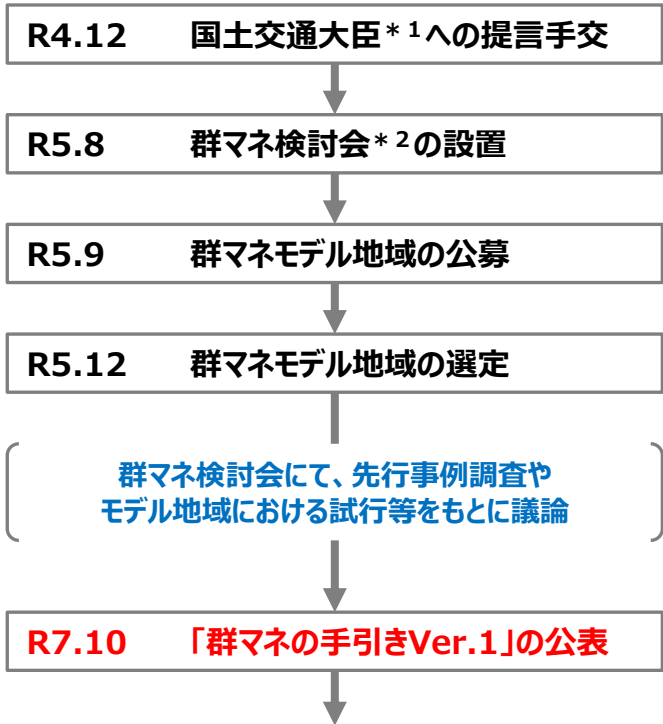 R4.12 国土交通大臣*1への提言手交
R5.8 群マネ検討会*2の設置
R5.9 群マネモデル地域の公募
R5.12 群マネモデル地域の選定
群マネ検討会にて、先行事例調査や
モデル地域における試行等をもとに議論
R7.10 「群マネの手引きVer.1」の公表